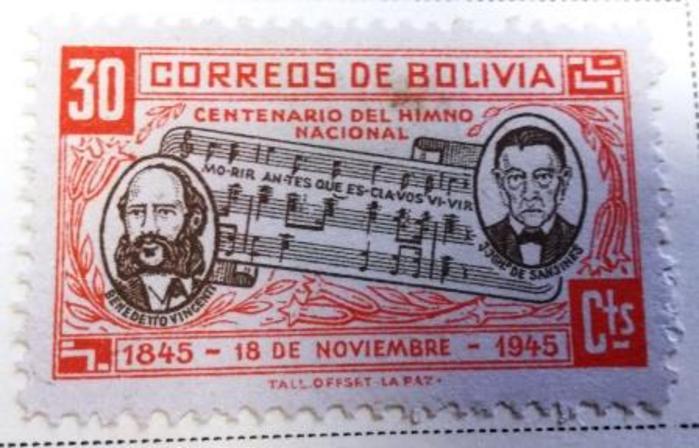 30 CORREOS DE BOLIVIA
CENTENARIO DEL HIMNO
NACIONAL
MO-RIR AN-TES QUE ES-CLA-VOS VI-VIR
BENEDETTO VINCENTI
J. JOSE DE SANJINES
Cts
1845 - 18 DE NOVIEMBRE - 1945
TALL. OFFSET - LA PAZ -